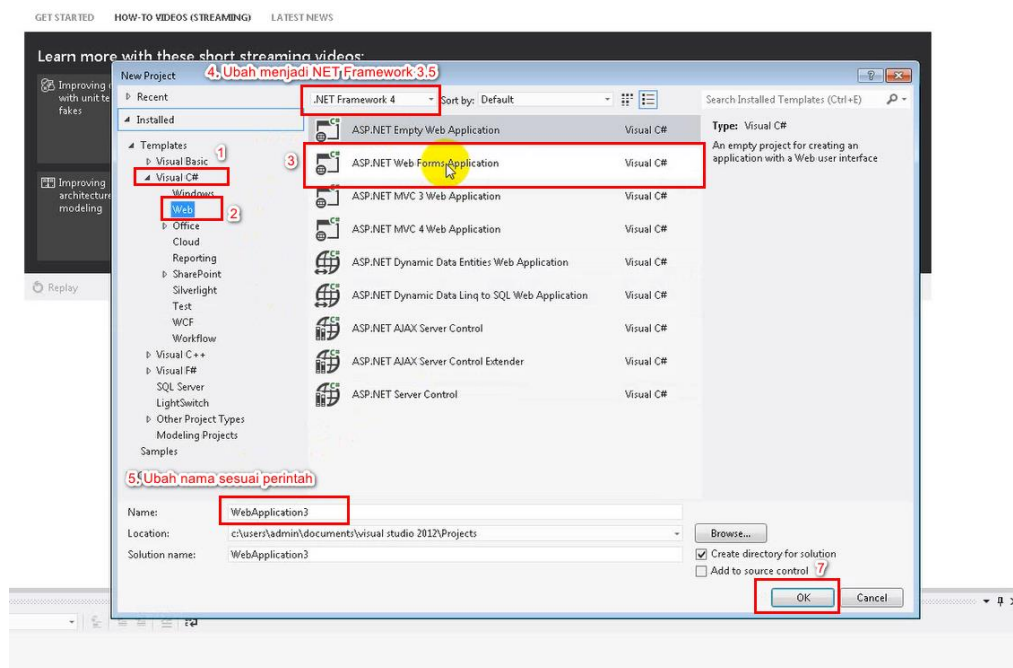 GET STARTED HOW-TO VIDEOS (STREAMING) LATEST NEWS
Learn more with these short streaming videos:
Improving
with unit te
fakes
Improving
architecture
modeling
Replay
New Project
4. Ubah menjadi NET Framework 3.5
Recent
.NET Framework 4 Sort by: Default
Search Installed Templates (Ctrl+E)
Installed
Templates
Visual Basic
1
Visual C#
Windows
Web
2
Office
Cloud
Reporting
SharePoint
Silverlight
Test
WCF
Workflow
Visual C++
Visual F#
SQL Server
LightSwitch
Other Project Types
Modeling Projects
Samples
ASP.NET Empty Web Application Visual C#
3
ASP.NET Web Forms Application Visual C#
ASP.NET MVC 3 Web Application Visual C#
ASP.NET MVC 4 Web Application Visual C#
ASP.NET Dynamic Data Entities Web Application Visual C#
ASP.NET Dynamic Data Linq to SQL Web Application Visual C#
ASP.NET AJAX Server Control Visual C#
ASP.NET AJAX Server Control Extender Visual C#
ASP.NET Server Control Visual C#
Type: Visual C#
An empty project for creating an
application with a Web user interface
5. Ubah nama sesuai perintah
Name: WebApplication3
Location: c:\users\admin\documents\visual studio 2012\Projects
Browse...
Solution name: WebApplication3
Create directory for solution
Add to source control
7
OK Cancel